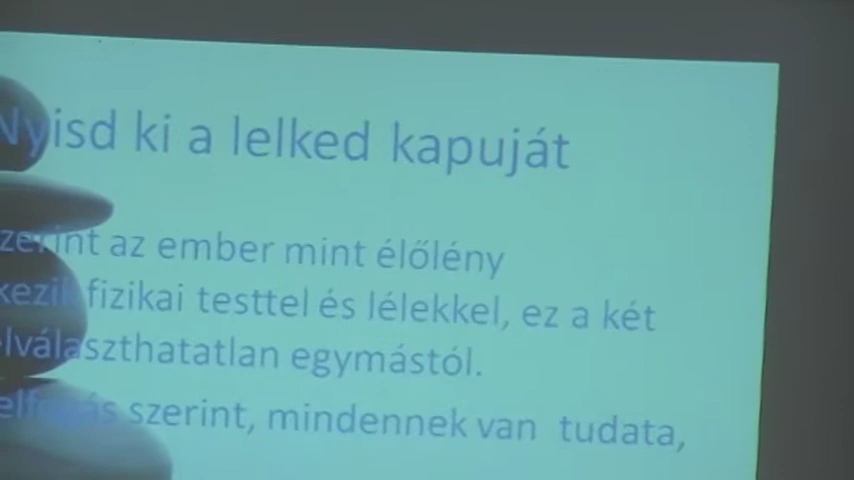 Nyisd ki a lelked kapuját
zerint az ember mint élőlény
kezik fizikai testtel és lélekkel, ez a két
elválaszthatatlan egymástól.
elfogás szerint, mindennek van tudata,